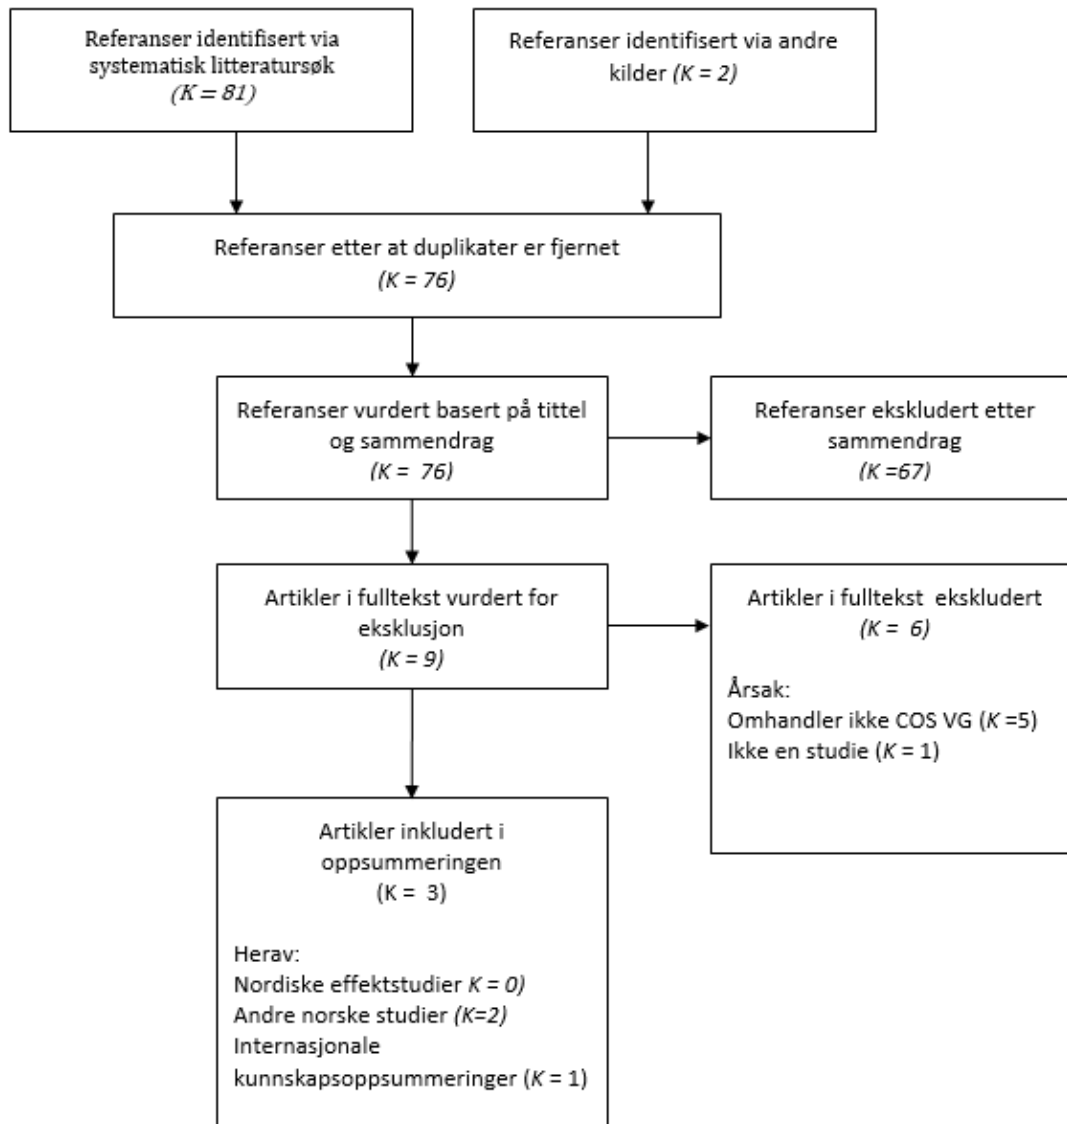 Referanser identifisert via
systematisk litteratursøk
(K = 81)
Referanser identifisert via andre
kilder (K = 2)
Referanser etter at duplikater er fjernet
(K = 76)
Referanser vurdert basert på tittel
og sammendrag
(K =  76)
Referanser ekskludert etter
sammendrag
(K =67)
Artikler i fulltekst vurdert for
eksklusjon
(K = 9)
Artikler i fulltekst  ekskludert
(K =  6)
Årsak:
Omhandler ikke COS VG (K =5)
Ikke en studie (K = 1)
Artikler inkludert i
oppsummeringen
(K =  3)
Herav:
Nordiske effektstudier K = 0)
Andre norske studier (K=2)
Internasjonale
kunnskapsoppsummeringer (K = 1)